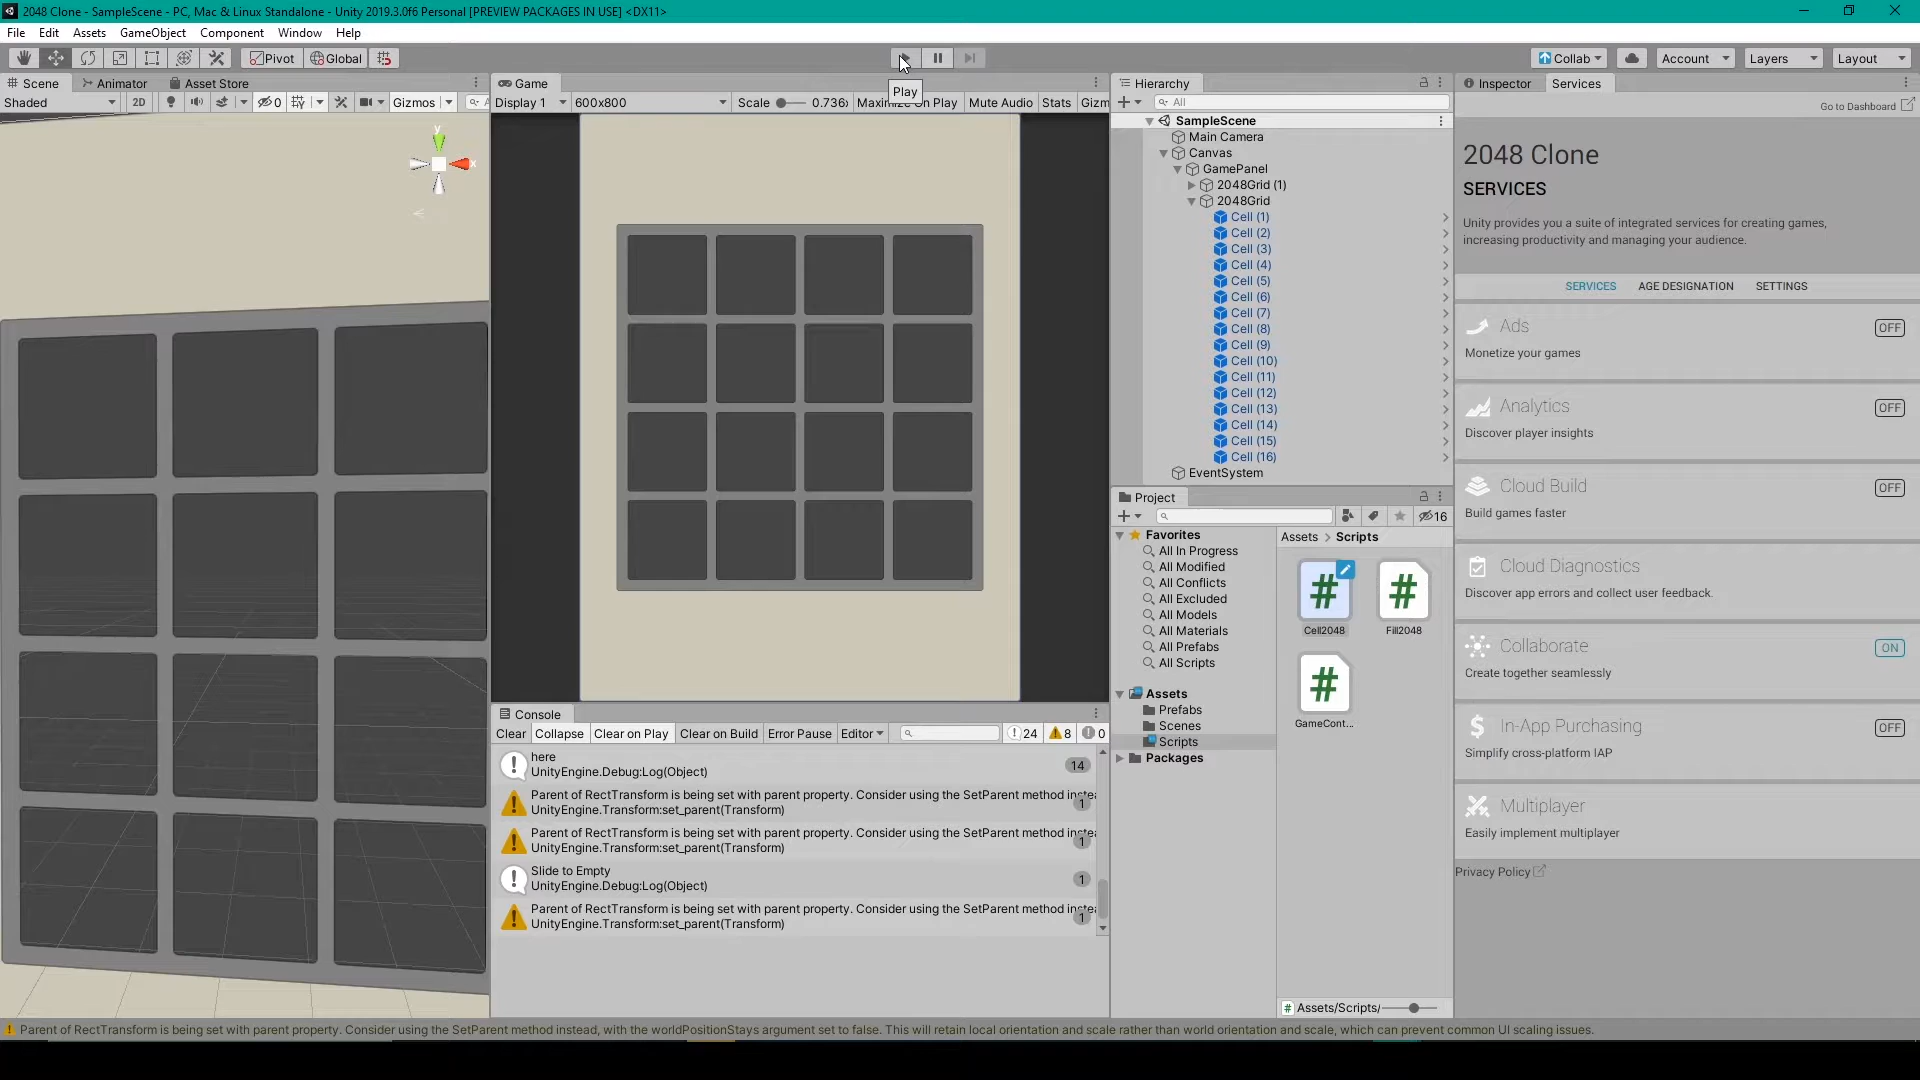 2048 Clone - SampleScene - PC, Mac & Linux Standalone - Unity 2019.3.0f6 Personal [PREVIEW PACKAGES IN USE] <DX11>
File Edit Assets GameObject Component Window Help
Pivot Global Collab Account Layers Layout
Scene Animator Asset Store
Shaded 2D 0 Gizmos
y
x
Game
Play
Display 1 600x800 Scale 0.736x Maximize On Play Mute Audio Stats Gizm
Hierarchy
All
SampleScene
Main Camera
Canvas
GamePanel
2048Grid (1)
2048Grid
Cell (1)
Cell (2)
Cell (3)
Cell (4)
Cell (5)
Cell (6)
Cell (7)
Cell (8)
Cell (9)
Cell (10)
Cell (11)
Cell (12)
Cell (13)
Cell (14)
Cell (15)
Cell (16)
EventSystem
Project
16
Favorites
All In Progress
All Modified
All Conflicts
All Excluded
All Models
All Materials
All Prefabs
All Scripts
Assets
Prefabs
Scenes
Scripts
Packages
Assets > Scripts
Cell2048
Fill2048
GameCont...
Assets/Scripts/
Console
Clear Collapse Clear on Play Clear on Build Error Pause Editor 24 8 0
here
UnityEngine.Debug:Log(Object)
14
Parent of RectTransform is being set with parent property. Consider using the SetParent method inste
UnityEngine.Transform:set_parent(Transform)
1
Parent of RectTransform is being set with parent property. Consider using the SetParent method inste
UnityEngine.Transform:set_parent(Transform)
1
Slide to Empty
UnityEngine.Debug:Log(Object)
1
Parent of RectTransform is being set with parent property. Consider using the SetParent method inste
UnityEngine.Transform:set_parent(Transform)
1
Inspector Services
Go to Dashboard
2048 Clone
SERVICES
Unity provides you a suite of integrated services for creating games,
increasing productivity and managing your audience.
SERVICES AGE DESIGNATION SETTINGS
Ads OFF
Monetize your games
Analytics OFF
Discover player insights
Cloud Build OFF
Build games faster
Cloud Diagnostics
Discover app errors and collect user feedback.
Collaborate ON
Create together seamlessly
In-App Purchasing OFF
Simplify cross-platform IAP
Multiplayer
Easily implement multiplayer
Privacy Policy
Parent of RectTransform is being set with parent property. Consider using the SetParent method instead, with the worldPositionStays argument set to false. This will retain local orientation and scale rather than world orientation and scale, which can prevent common UI scaling issues.